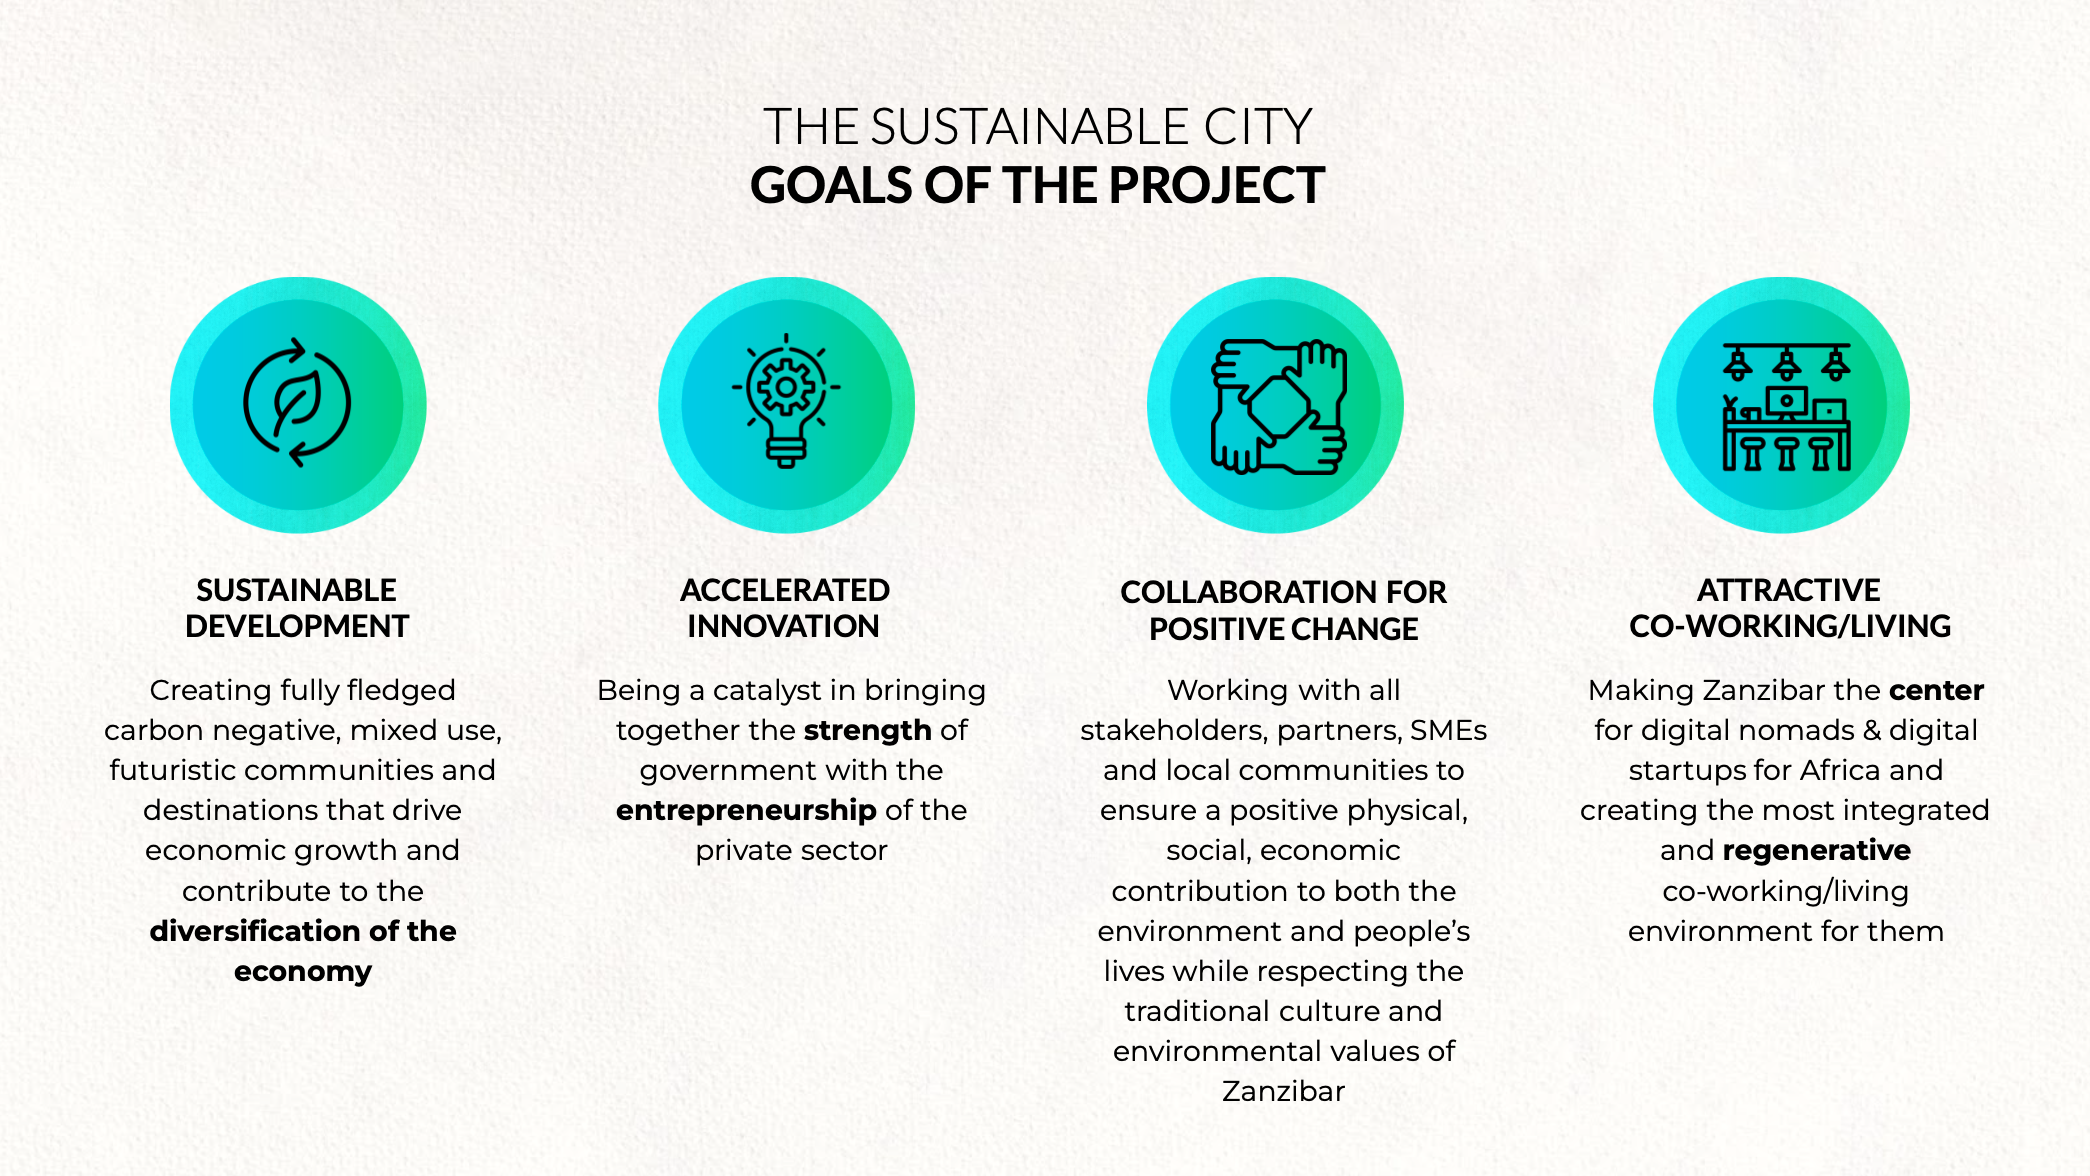 THE SUSTAINABLE CITY
GOALS OF THE PROJECT
SUSTAINABLE
DEVELOPMENT
Creating fully fledged
carbon negative, mixed use,
futuristic communities and
destinations that drive
economic growth and
contribute to the
diversification of the
economy
ACCELERATED
INNOVATION
Being a catalyst in bringing
together the strength of
government with the
entrepreneurship of the
private sector
COLLABORATION FOR
POSITIVE CHANGE
Working with all
stakeholders, partners, SMEs
and local communities to
ensure a positive physical,
social, economic
contribution to both the
environment and people’s
lives while respecting the
traditional culture and
environmental values of
Zanzibar
ATTRACTIVE
CO-WORKING/LIVING
Making Zanzibar the center
for digital nomads & digital
startups for Africa and
creating the most integrated
and regenerative
co-working/living
environment for them